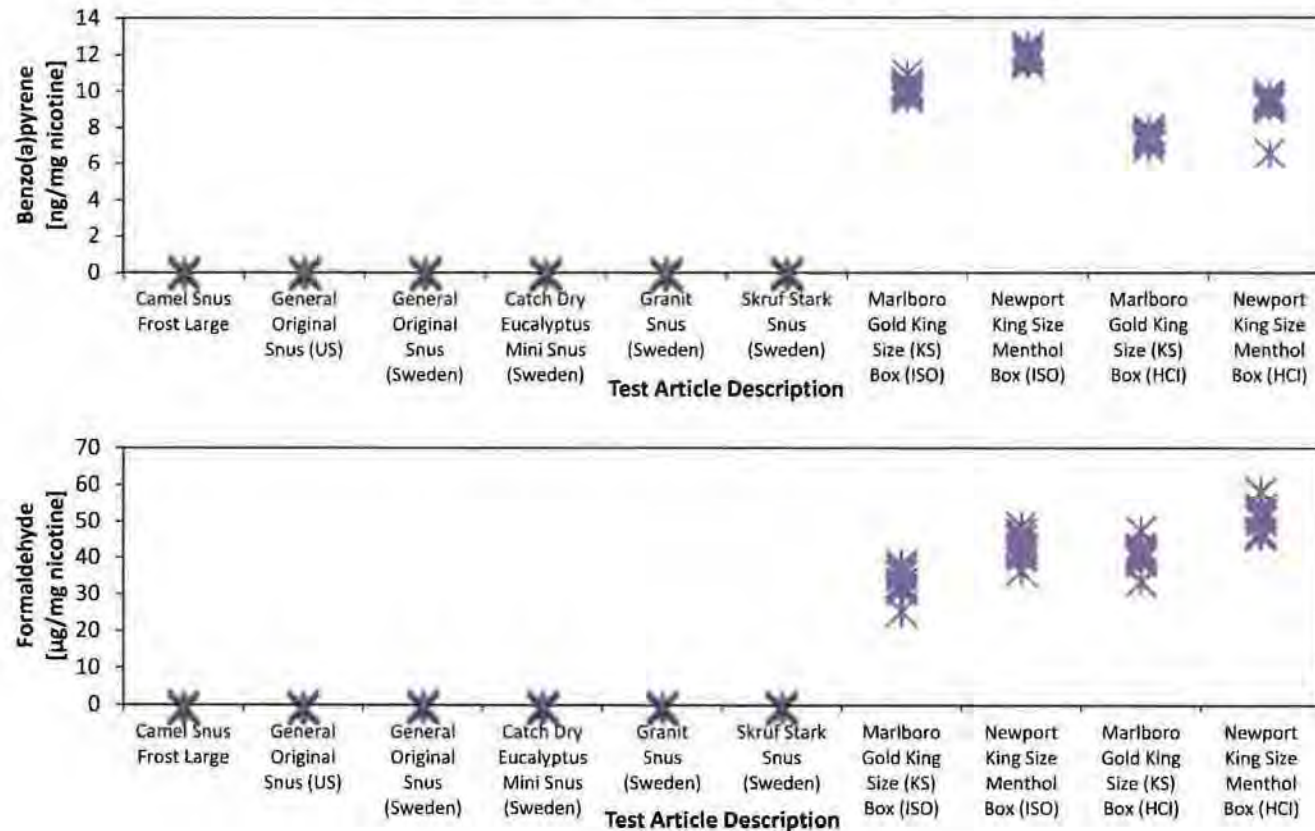 Benzo(a)pyrene
[ng/mg nicotine]
14
12
10
8
6
4
2
0
Camel Snus
Frost Large
General
Original
Snus (US)
General
Original
Snus
(Sweden)
Catch Dry
Eucalyptus
Mini Snus
(Sweden)
Granit
Snus
(Sweden)
Skruf Stark
Snus
(Sweden)
Marlboro
Gold King
Size (KS)
Box (ISO)
Newport
King Size
Menthol
Box (ISO)
Marlboro
Gold King
Size (KS)
Box (HCI)
Newport
King Size
Menthol
Box (HCI)
Test Article Description
Formaldehyde
[µg/mg nicotine]
70
60
50
40
30
20
10
0
Camel Snus
Frost Large
General
Original
Snus (US)
General
Original
Snus
(Sweden)
Catch Dry
Eucalyptus
Mini Snus
(Sweden)
Granit
Snus
(Sweden)
Skruf Stark
Snus
(Sweden)
Marlboro
Gold King
Size (KS)
Box (ISO)
Newport
King Size
Menthol
Box (ISO)
Marlboro
Gold King
Size (KS)
Box (HCI)
Newport
King Size
Menthol
Box (HCI)
Test Article Description